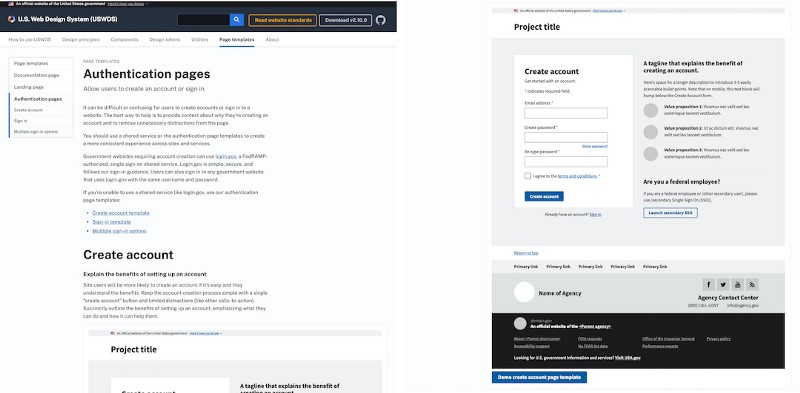 An official website of the United States government Here's how you know
U.S. Web Design System (USWDS)
Read website standards
Download v2.10.0
How to use USWDS
Design principles
Components
Design tokens
Utilities
Page templates
About
Page templates
Documentation page
Landing page
Authentication pages
Create account
Sign in
Multiple sign-in options
PAGE TEMPLATES
Authentication pages
Allow users to create an account or sign in.
It can be difficult or confusing for users to create accounts or sign in to a
website. The best way to help is to provide context about why they're creating an
account and to remove unnecessary distractions from the page.
You should use a shared service or the authentication page templates to create
a more consistent experience across sites and services.
Government websites requiring account creation can use login.gov, a FedRAMP-
authorized, single sign-on shared service. Login.gov is simple, secure, and
follows our sign-in guidance. Users can also sign in to any government website
that uses login.gov with the same username and password.
If you're unable to use a shared service like login.gov, use our authentication
page templates:
Create account template
Sign-in template
Multiple sign-in options
Create account
Explain the benefits of setting up an account
Site users will be more likely to create an account if it's easy and they
understand the benefits. Keep the account creation process simple with a single
"create account" button and limited distractions (like other calls-to-action).
Succinctly outline the benefits of setting up an account, emphasizing what they
can do and how it can help them.
An official website of the United States government Here's how you know
Project title
Create account
A tagline that explains the benefit of
creating an account.
An official website of the United States government Here's how you know
Project title
Create account
Get started with an account.
* indicates required field.
Email address *
Create password *
Show password
Re-type password *
I agree to the terms and conditions. *
Create account
Already have an account? Sign in.
A tagline that explains the benefit of
creating an account.
Here's space for a longer description to introduce 3-5 easily
scannable bullet points. Note that on mobile, this text block will
bump below the Create Account form.
Value proposition 1: Vivamus nec velit sed leo
scelerisque laoreet vestibulum.
Value proposition 2: Ut ac dictum elit; vivamus nec
velit sed leo laoreet vestibulum.
Value proposition 3: Vivamus nec velit sed leo
scelerisque laoreet vestibulum.
Are you a federal employee?
If you are a federal employee or [other secondary user], please
use [secondary Single Sign On (SSO)].
Launch secondary SSO
Return to top
Primary link
Primary link
Primary link
Primary link
Primary link
Name of Agency
Agency Contact Center
(800) CALL-GOVT
info@agency.gov
domain.gov
An official website of the <Parent agency>
About <Parent shortname>
FOIA requests
Office of the Inspector General
Privacy policy
Accessibility support
No FEAR Act data
Performance reports
Looking for U.S. government information and services? Visit USA.gov
Demo create account page template